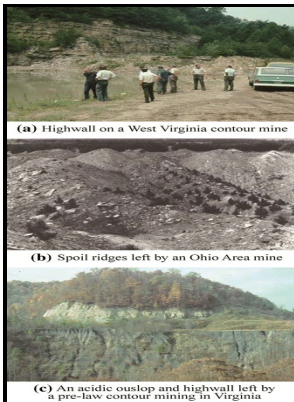 (a) Highwall on a West Virginia contour mine
(b) Spoil ridges left by an Ohio Area mine
(c) An acidic ouslop and highwall left by
a pre-law contour mining in Virginia